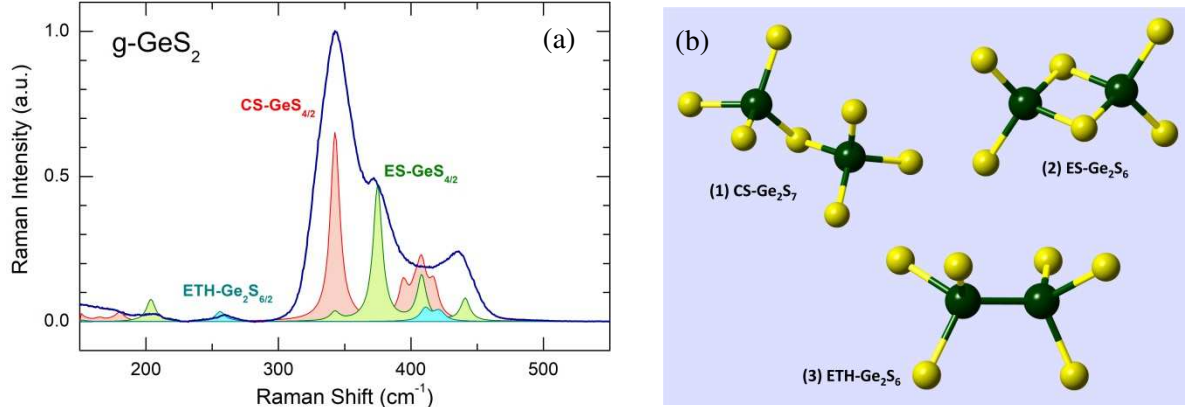 g-GeS₂
(a)
CS-GeS₄/₂
ES-GeS₄/₂
ETH-Ge₂S₆/₂
Raman Intensity (a.u.)
1.0
0.5
0.0
200 300 400 500
Raman Shift (cm⁻¹)
(b)
(1) CS-Ge₂S₇
(2) ES-Ge₂S₆
(3) ETH-Ge₂S₆